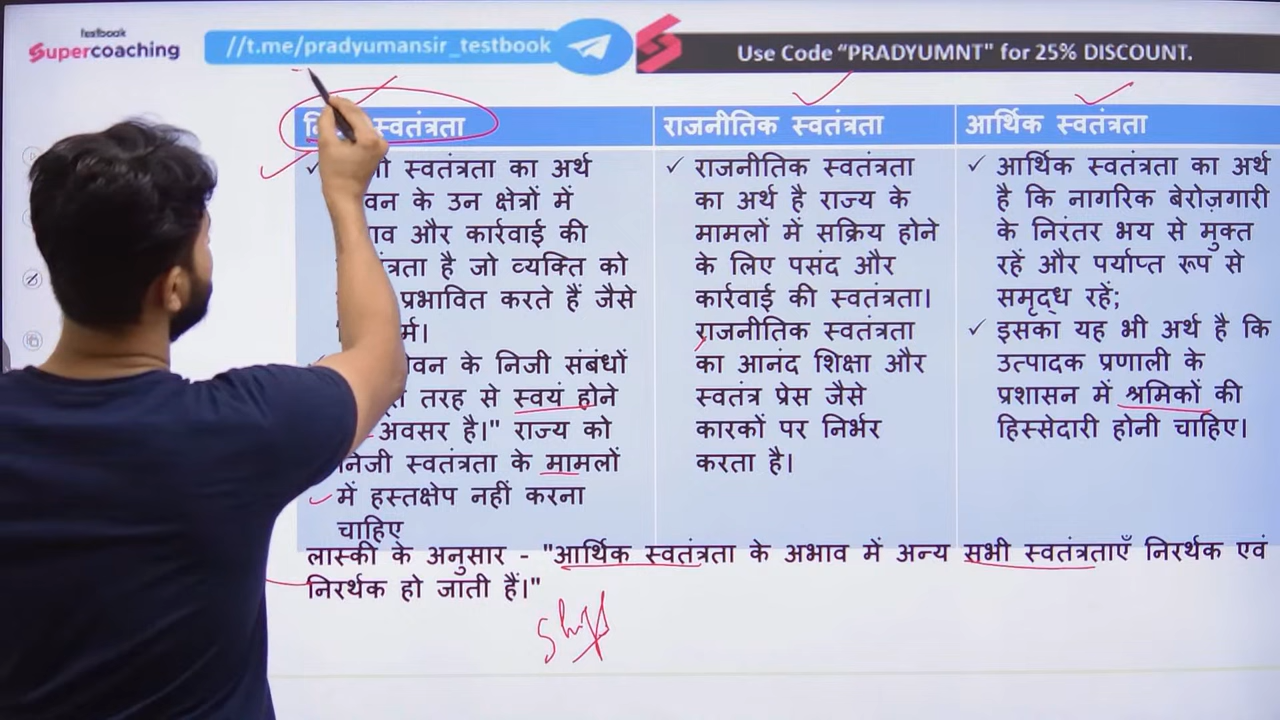 testbook
Supercoaching
//t.me/pradyumansir_testbook
Use Code “PRADYUMNT" for 25% DISCOUNT.
स्वतंत्रता
स्वतंत्रता का अर्थ
के उन क्षेत्रों में
और कार्रवाई की
है जो व्यक्ति को
प्रभावित करते हैं जैसे
के निजी संबंधों
तरह से स्वयं होने
अवसर है।" राज्य को
निजी स्वतंत्रता के मामलों
में हस्तक्षेप नहीं करना
चाहिए
राजनीतिक स्वतंत्रता
✓ राजनीतिक स्वतंत्रता
का अर्थ है राज्य के
मामलों में सक्रिय होने
के लिए पसंद और
कार्रवाई की स्वतंत्रता।
राजनीतिक स्वतंत्रता
का आनंद शिक्षा और
स्वतंत्र प्रेस जैसे
कारकों पर निर्भर
करता है।
आर्थिक स्वतंत्रता
✓ आर्थिक स्वतंत्रता का अर्थ
है कि नागरिक बेरोज़गारी
के निरंतर भय से मुक्त
रहें और पर्याप्त रूप से
समृद्ध रहें;
✓ इसका यह भी अर्थ है कि
उत्पादक प्रणाली के
प्रशासन में श्रमिकों की
हिस्सेदारी होनी चाहिए।
लास्की के अनुसार - "आर्थिक स्वतंत्रता के अभाव में अन्य सभी स्वतंत्रताएँ निरर्थक एवं
निरर्थक हो जाती हैं।"